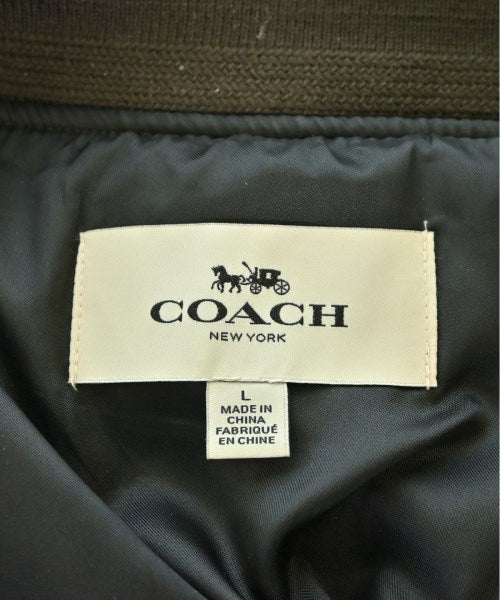 COACH
NEW YORK
L
MADE IN
CHINA
FABRIQUÉ
EN CHINE